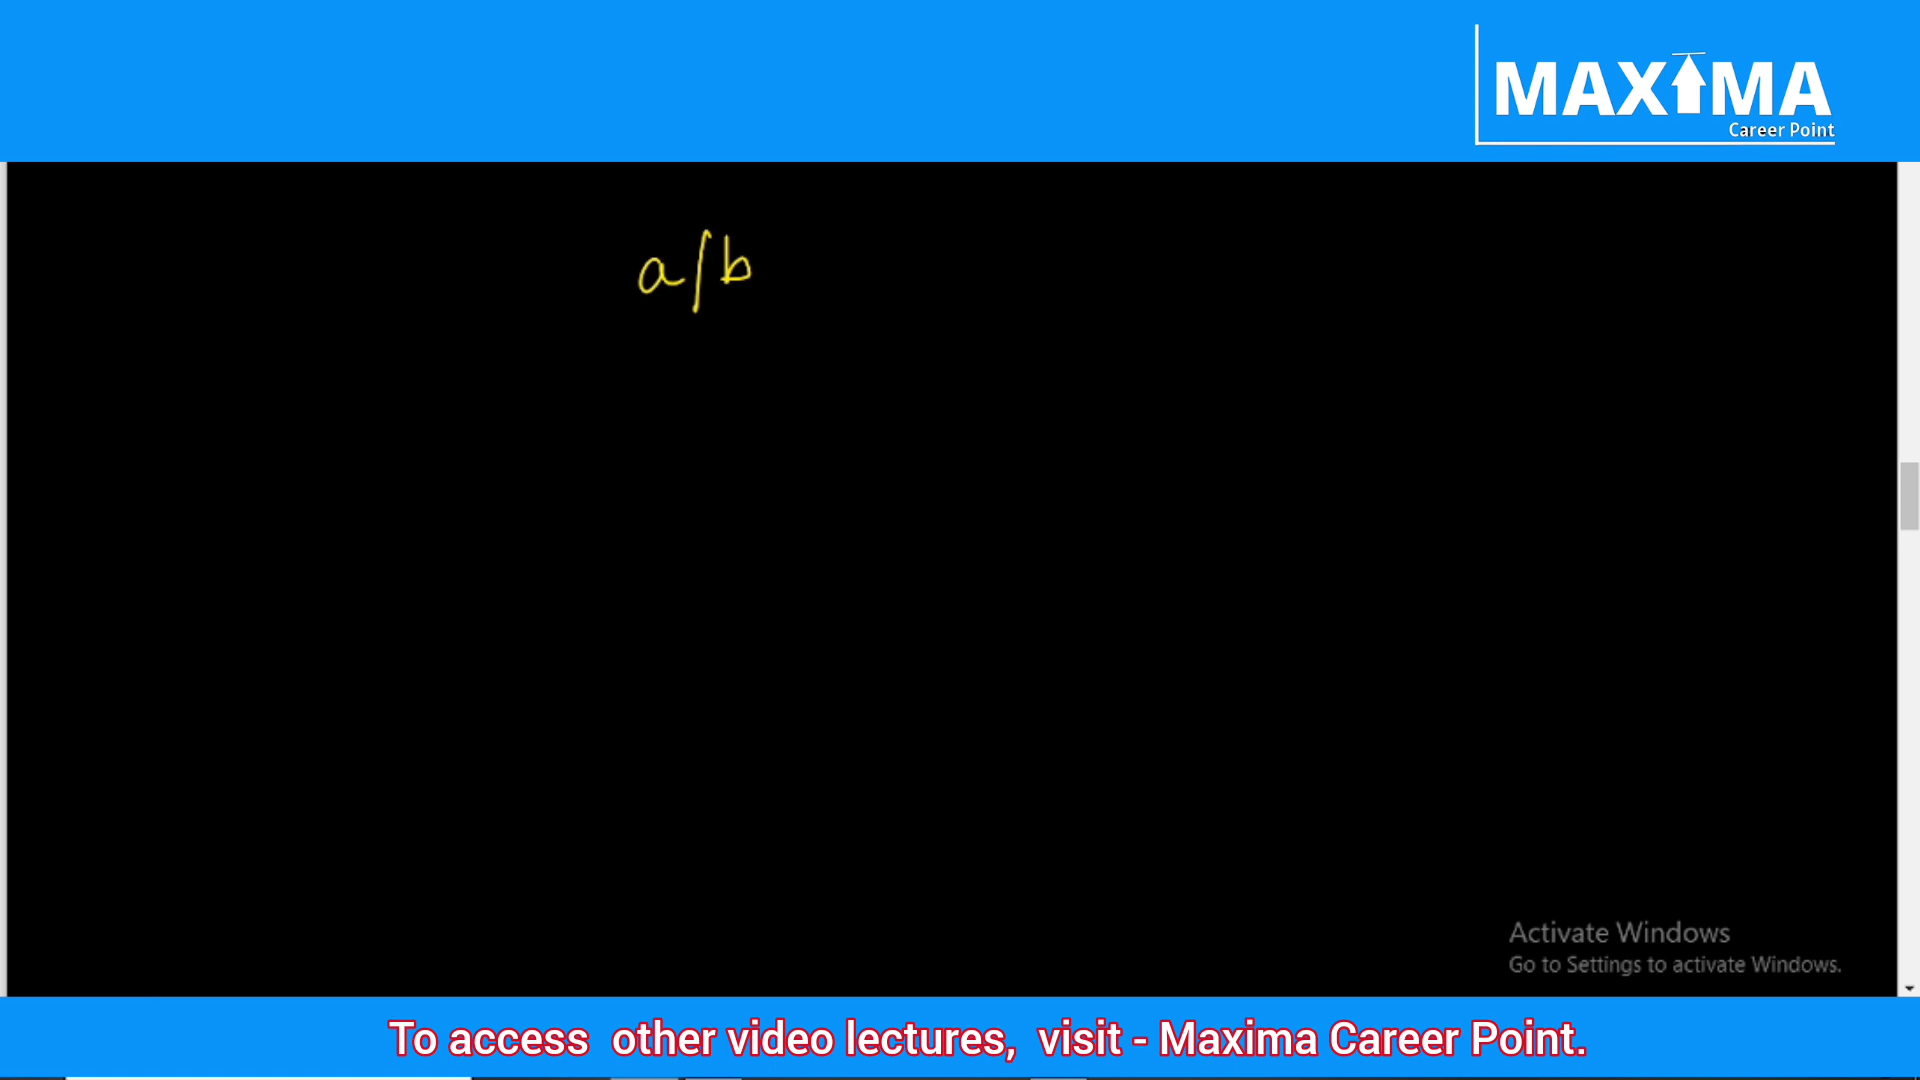 MAXIMA
Career Point
a/b
Activate Windows
Go to Settings to activate Windows.
To access other video lectures, visit - Maxima Career Point.